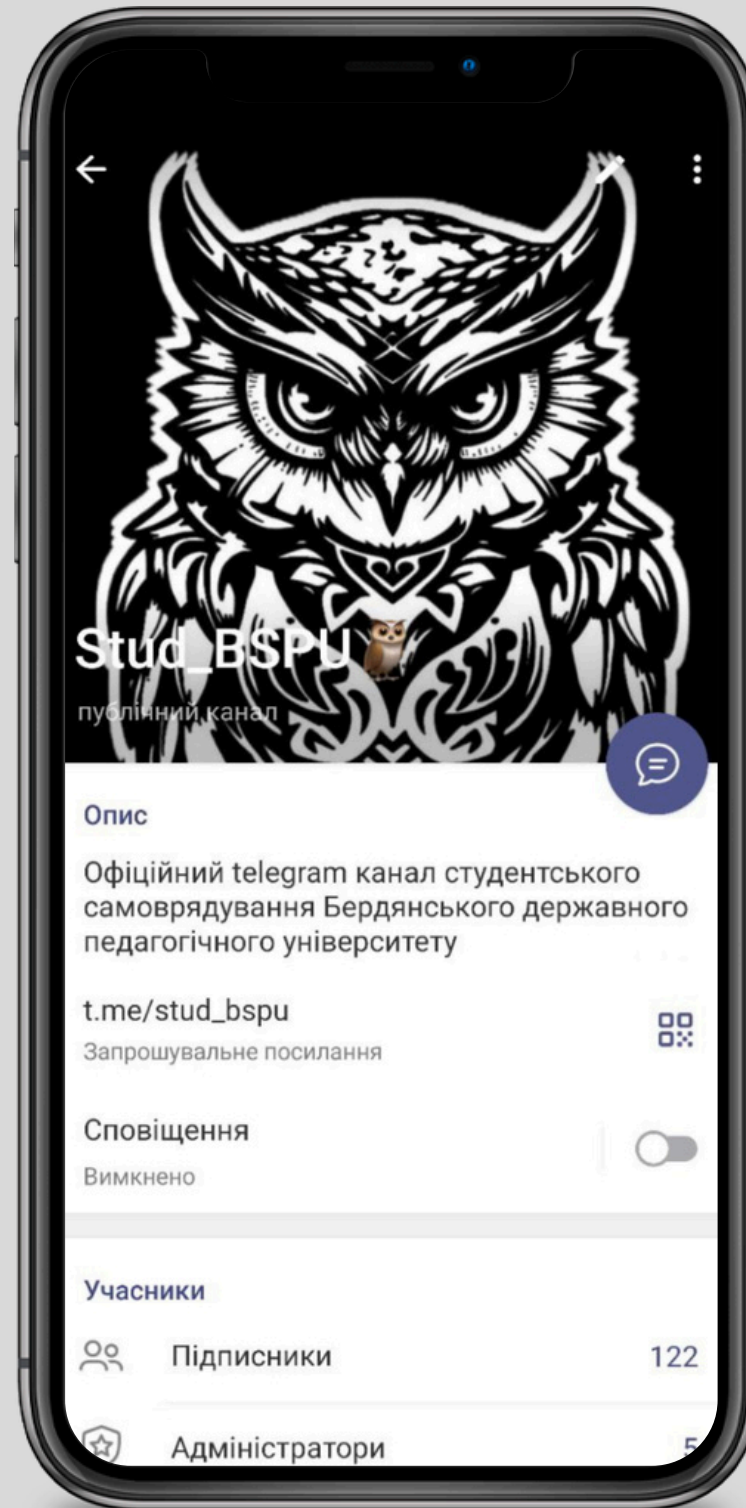 Stud_BSPU🦉
публічний канал
Опис
Офіційний telegram канал студентського
самоврядування Бердянського державного
педагогічного університету
t.me/stud_bspu
Запрошувальне посилання
Сповіщення
Вимкнено
Учасники
Підписники 122
Адміністратори 5